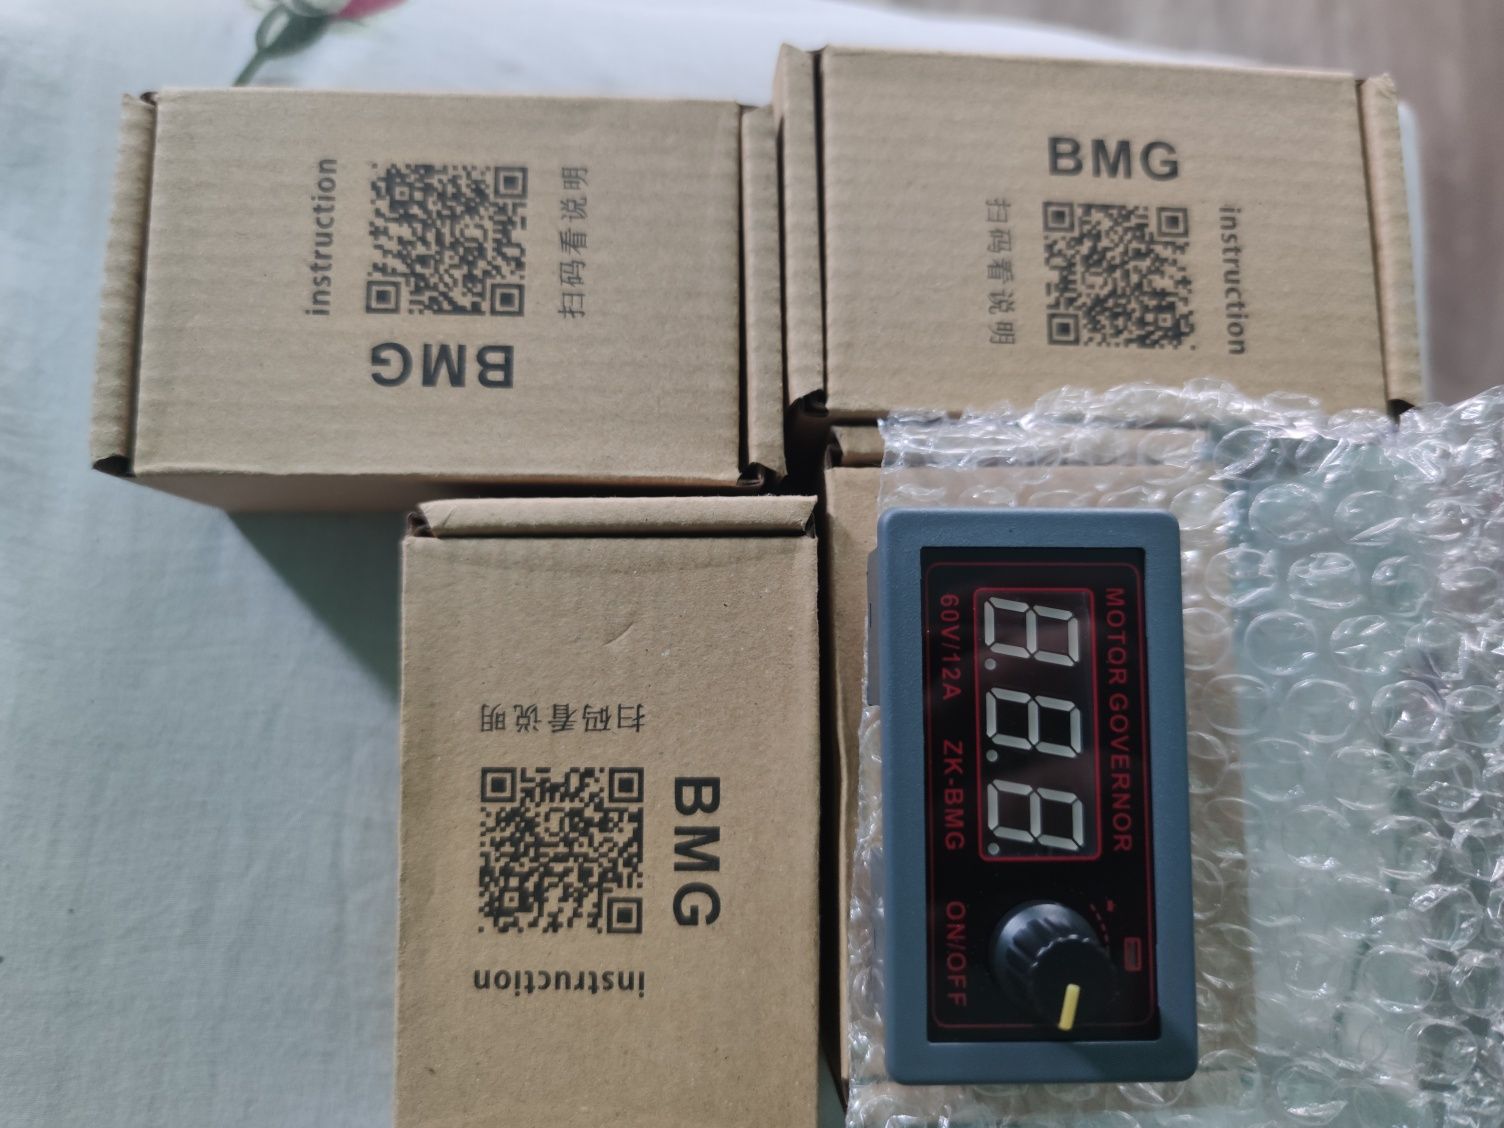 instruction
扫码看说明
BMG
BMG
扫码看说明
instruction
扫码看说明
BMG
instruction
MOTOR GOVERNOR
8.8.8.
60V/12A ZK-BMG ON/OFF